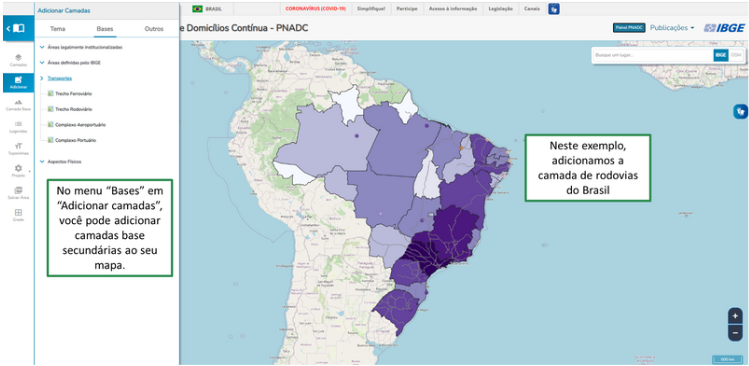 Adicionar Camadas
BRASIL
CORONAVÍRUS (COVID-19)
Simplifique!
Participe
Acesso à informação
Legislação
Canais
Tema
Bases
Outros
e Domicílios Contínua - PNADC
Painel PNADC
Publicações
IBGE
Áreas legalmente institucionalizadas
Áreas definidas pelo IBGE
Transportes
Trecho Ferroviário
Trecho Rodoviário
Complexo Aeroportuário
Complexo Portuário
Aspectos Físicos
Camadas
Adicionar
Camada Base
Legendas
Topônimos
Projeto
Salvar Área
Grade
Busque um lugar...
IBGE
OSM
No menu “Bases” em
“Adicionar camadas”,
você pode adicionar
camadas base
secundárias ao seu
mapa.
Neste exemplo,
adicionamos a
camada de rodovias
do Brasil
+
−